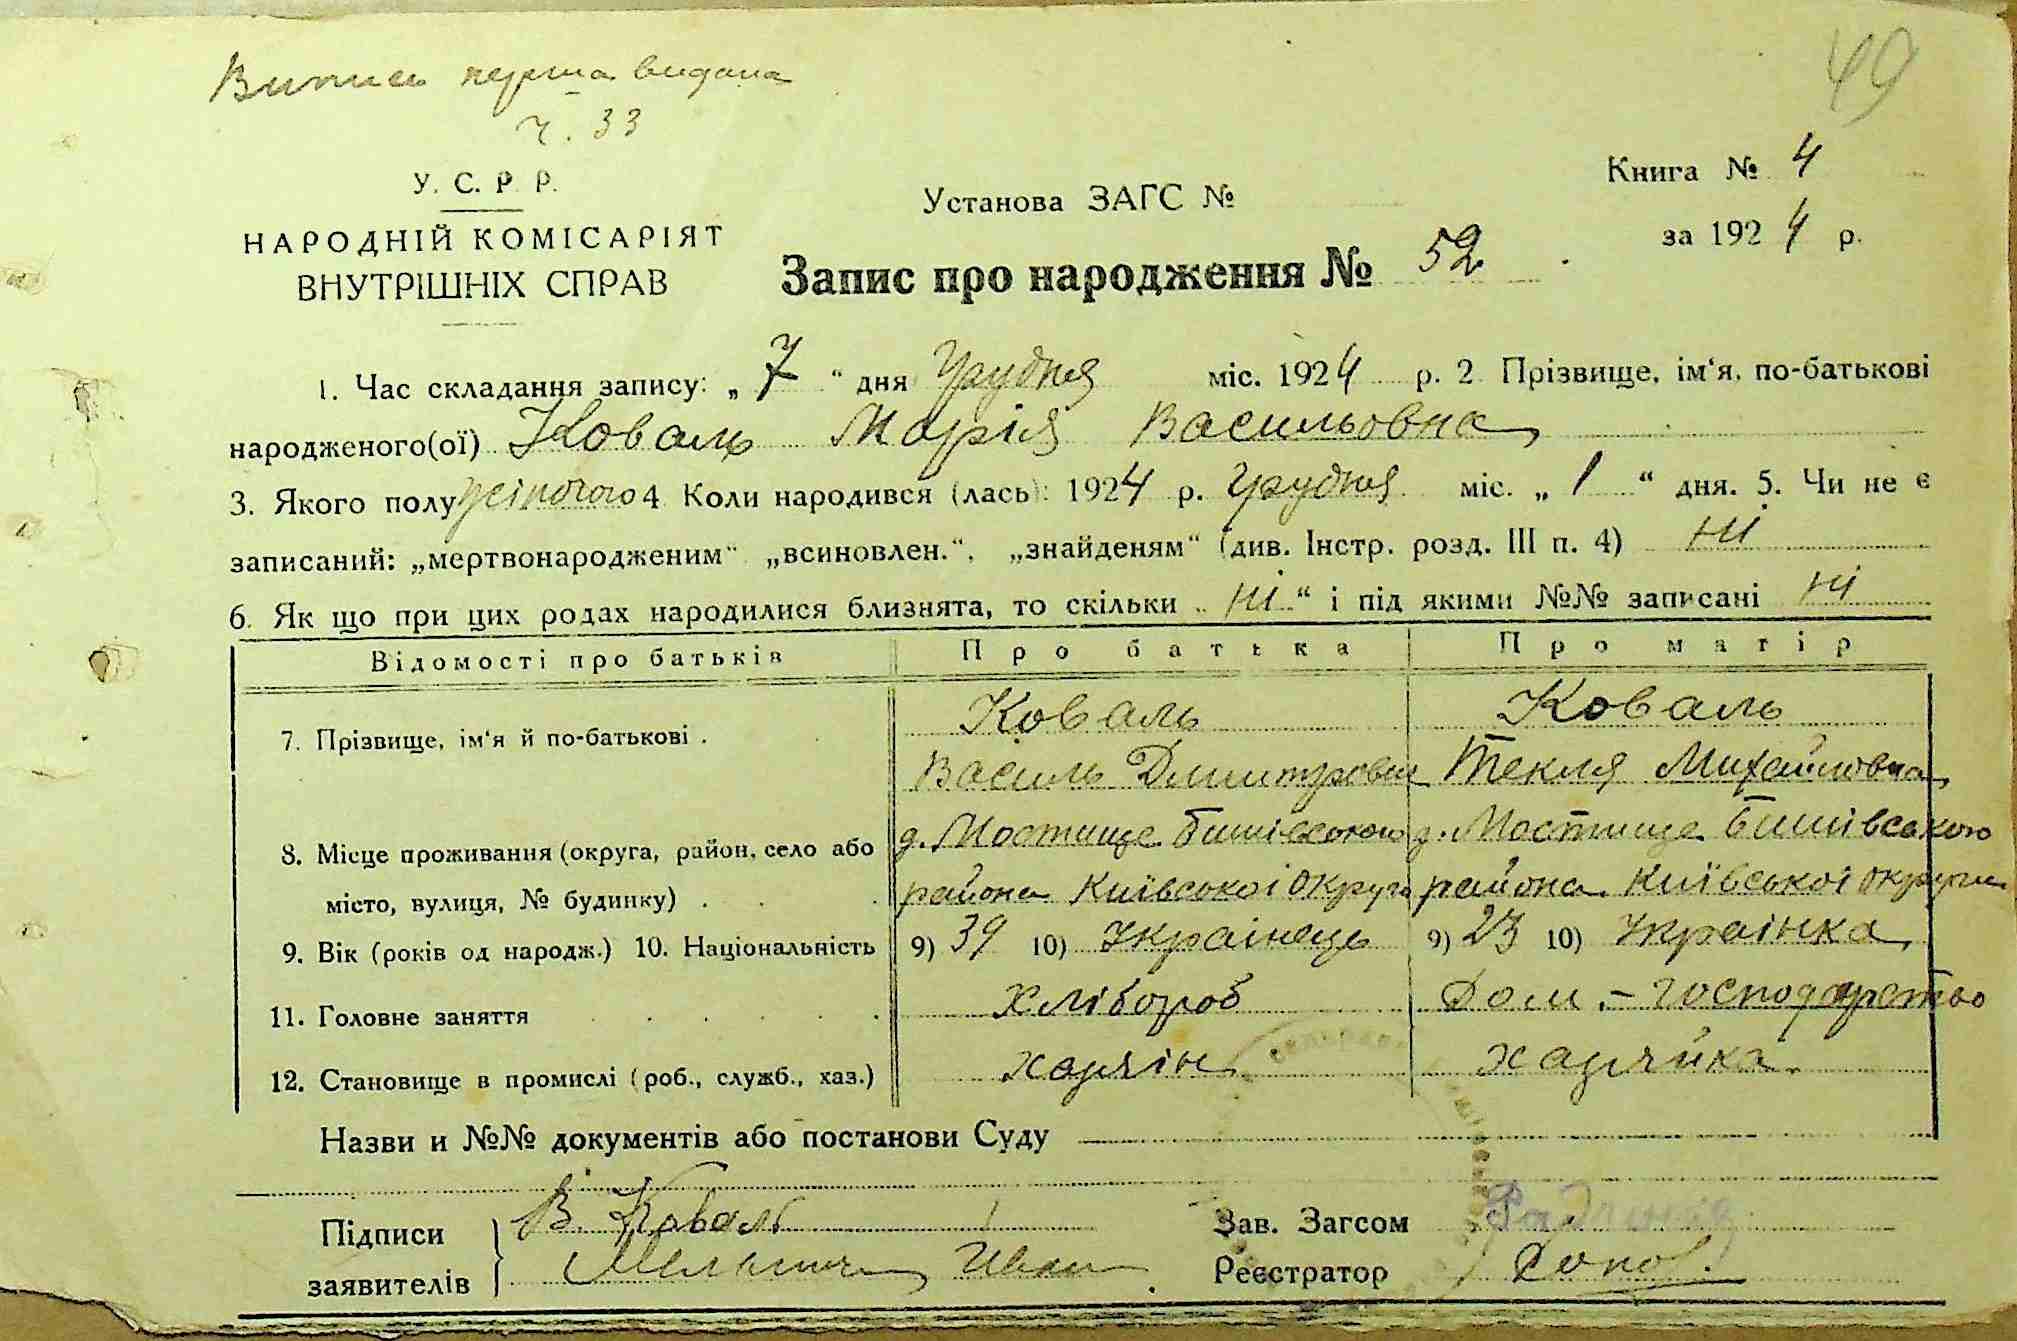 Випись перша видана
49
ч. 33
У. С. Р. Р.
НАРОДНІЙ КОМІСАРІЯТ
ВНУТРІШНІХ СПРАВ
Установа ЗАГС №
Книга № 4
за 1924 р.
Запис про народження № 52
1. Час складання запису: „7“ дня Грудня міс. 1924 р. 2. Прізвище, ім‘я, по-батькові
народженого(ої) Коваль Марія Васильовна
3. Якого полу жіночого 4. Коли народився (лась): 1924 р. Грудня міс. „1“ дня. 5. Чи не є
записаний: „мертвонародженим“ „всиновлен.“, „знайденям“ (див. Інстр. розд. III п. 4) ні
6. Як що при цих родах народилися близнята, то скільки „ні“ і під якими №№ записані ні
Відомості про батьків Про батька Про матір
7. Прізвище, ім‘я й по-батькові . Коваль Коваль
Василь Дмитрович Текля Михайловна
8. Місце проживання (округа, район, село або д. Мостище Бишівського д. Мостище Бишівського
місто, вулиця, № будинку) . . района Київської округи района Київської округи
9. Вік (років од народж.) 10. Національність 9) 39 10) Українець 9) 23 10) Українка
11. Головне заняття . . . . . хлібороб Дом. - господарство
12. Становище в промислі (роб., служб., хаз.) хазяїн хазяйка
Назви и №№ документів або постанови Суду
Підписи В. Коваль Зав. Загсом
заявителів Мельник Иван Реєстратор